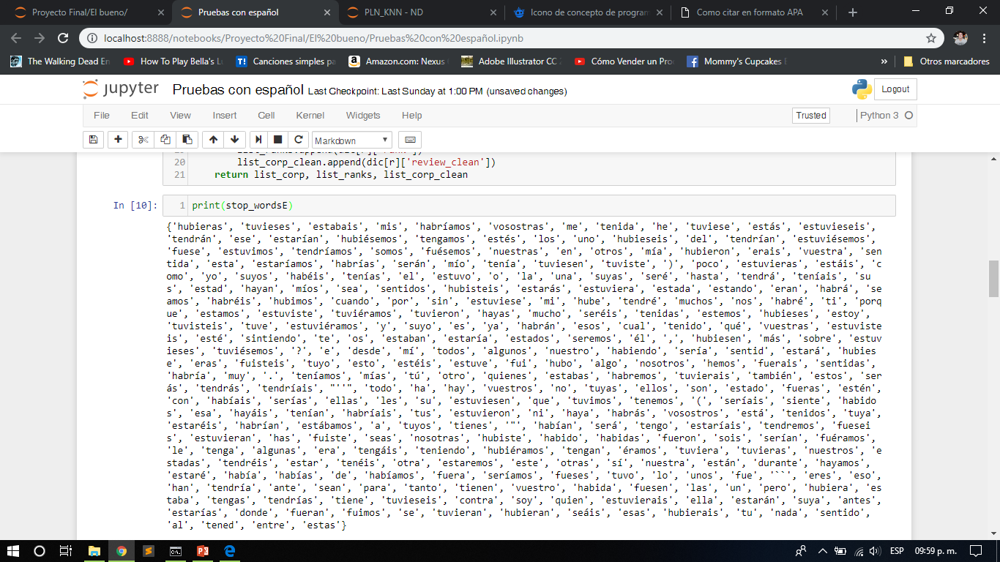 Proyecto Final/El bueno/
Pruebas con español
PLN_KNN - ND
Icono de concepto de program
Como citar en formato APA
localhost:8888/notebooks/Proyecto%20Final/El%20bueno/Pruebas%20con%20español.ipynb
The Walking Dead En
How To Play Bella's Lu
Canciones simples pa
Amazon.com: Nexus
Adobe Illustrator CC 2
Cómo Vender un Pro
Mommy's Cupcakes E
»
Otros marcadores
jupyter Pruebas con español Last Checkpoint: Last Sunday at 1:00 PM (unsaved changes)
Logout
File Edit View Insert Cell Kernel Widgets Help
Trusted
Python 3
Markdown
20 list_corp_clean.append(dic[r]['review_clean'])
21 return list_corp, list_ranks, list_corp_clean
In [10]: 1 print(stop_wordsE)
{'hubieras', 'tuvieses', 'estabais', 'mis', 'habríamos', 'vosostras', 'me', 'tenida', 'he', 'tuviese', 'estás', 'estuvieseis',
'tendrán', 'ese', 'estarían', 'hubiésemos', 'tengamos', 'estés', 'los', 'uno', 'hubieseis', 'del', 'tendrían', 'estuviésemos',
'fuese', 'estuvimos', 'tendríamos', 'somos', 'fuésemos', 'nuestras', 'en', 'otros', 'mía', 'hubieron', 'erais', 'vuestra', 'sen
tida', 'esta', 'estaríamos', 'habrías', 'serán', 'mío', 'tenía', 'tuviesen', 'tuviste', ')', 'poco', 'estuvieras', 'estáis', 'c
omo', 'yo', 'suyos', 'habéis', 'tenías', 'el', 'estuvo', 'o', 'la', 'una', 'suyas', 'seré', 'hasta', 'tendrá', 'teníais', 'su
s', 'estad', 'hayan', 'míos', 'sea', 'sentidos', 'hubisteis', 'estarás', 'estuviera', 'estada', 'estando', 'eran', 'habrá', 'se
amos', 'habréis', 'hubimos', 'cuando', 'por', 'sin', 'estuviese', 'mi', 'hube', 'tendré', 'muchos', 'nos', 'habré', 'ti', 'porq
ue', 'estamos', 'estuviste', 'tuviéramos', 'tuvieron', 'hayas', 'mucho', 'seréis', 'tenidas', 'estemos', 'hubieses', 'estoy',
'tuvisteis', 'tuve', 'estuviéramos', 'y', 'suyo', 'es', 'ya', 'habrán', 'esos', 'cual', 'tenido', 'qué', 'vuestras', 'estuviste
is', 'esté', 'sintiendo', 'te', 'os', 'estaban', 'estaría', 'estados', 'seremos', 'él', ',', 'hubiesen', 'más', 'sobre', 'estuv
ieses', 'tuviésemos', '?', 'e', 'desde', 'mí', 'todos', 'algunos', 'nuestro', 'habiendo', 'sería', 'sentid', 'estará', 'hubies
e', 'eras', 'fuisteis', 'tuyo', 'esto', 'estéis', 'estuve', 'fui', 'hubo', 'algo', 'nosotros', 'hemos', 'fuerais', 'sentidas',
'habría', 'muy', '.', 'teníamos', 'mías', 'tú', 'otro', 'quienes', 'estabas', 'habremos', 'tuvierais', 'también', 'estos', 'ser
ás', 'tendrás', 'tendríais', "''", 'todo', 'ha', 'hay', 'vuestros', 'no', 'tuyas', 'ellos', 'son', 'estado', 'fueras', 'estén',
'con', 'habíais', 'serías', 'ellas', 'les', 'su', 'estuviesen', 'que', 'tuvimos', 'tenemos', '(', 'seríais', 'siente', 'habido
s', 'esa', 'hayáis', 'tenían', 'habríais', 'tus', 'estuvieron', 'ni', 'haya', 'habrás', 'vosotros', 'está', 'tenidos', 'tuya',
'estaréis', 'habrían', 'estábamos', 'a', 'tuyos', 'tienes', '"', 'habían', 'será', 'tengo', 'estaríais', 'tendremos', 'fuesei
s', 'estuvieran', 'has', 'fuiste', 'seas', 'nosotras', 'hubiste', 'habido', 'habidas', 'fueron', 'sois', 'serían', 'fuéramos',
'le', 'tenga', 'algunas', 'era', 'tengáis', 'teniendo', 'hubiéramos', 'tengan', 'éramos', 'tuviera', 'tuvieras', 'nuestros', 'e
stadas', 'tendréis', 'estar', 'tenéis', 'otra', 'estaremos', 'este', 'otras', 'sí', 'nuestra', 'están', 'durante', 'hayamos',
'estaré', 'había', 'habías', 'de', 'habíamos', 'fuera', 'seríamos', 'fueses', 'tuvo', 'lo', 'unos', 'fue', '``', 'eres', 'eso',
'han', 'tendría', 'ante', 'sean', 'para', 'tanto', 'tienen', 'vuestro', 'habida', 'fuesen', 'las', 'un', 'pero', 'hubiera', 'es
taba', 'tengas', 'tendrías', 'tiene', 'tuvieseis', 'contra', 'soy', 'quien', 'estuvierais', 'ella', 'estarán', 'suya', 'antes',
'estarías', 'donde', 'fueran', 'fuimos', 'se', 'tuvieran', 'hubieran', 'seáis', 'esas', 'hubierais', 'tu', 'nada', 'sentido',
'al', 'tened', 'entre', 'estas'}
ESP
09:59 p. m.